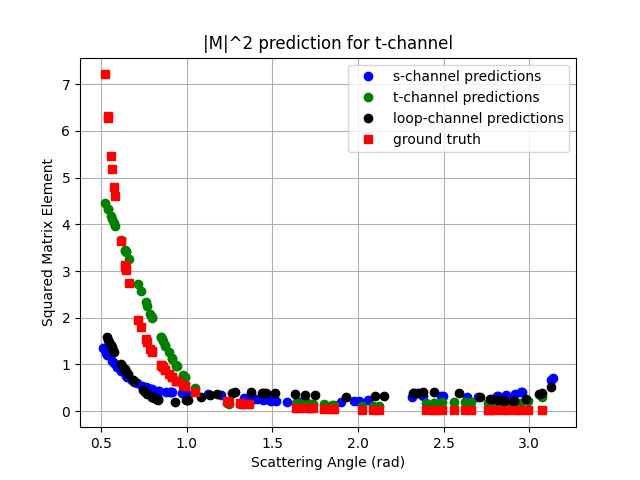 |M|^2 prediction for t-channel
s-channel predictions
t-channel predictions
loop-channel predictions
ground truth
Squared Matrix Element
7
6
5
4
3
2
1
0
0.5 1.0 1.5 2.0 2.5 3.0
Scattering Angle (rad)